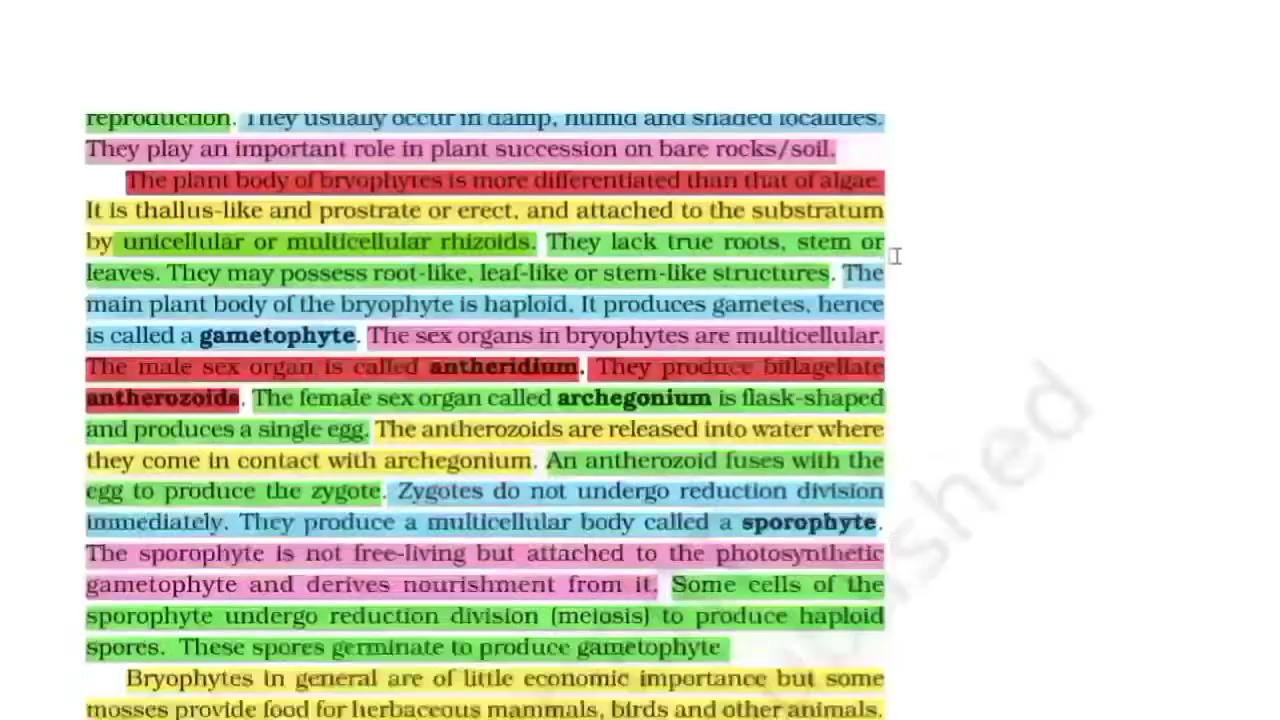 reproduction. They usually occur in damp, humid and shaded localities.
They play an important role in plant succession on bare rocks/soil.
The plant body of bryophytes is more differentiated than that of algae.
It is thallus-like and prostrate or erect, and attached to the substratum
by unicellular or multicellular rhizoids. They lack true roots, stem or
leaves. They may possess root-like, leaf-like or stem-like structures. The
main plant body of the bryophyte is haploid. It produces gametes, hence
is called a gametophyte. The sex organs in bryophytes are multicellular.
The male sex organ is called antheridium. They produce biflagellate
antherozoids. The female sex organ called archegonium is flask-shaped
and produces a single egg. The antherozoids are released into water where
they come in contact with archegonium. An antherozoid fuses with the
egg to produce the zygote. Zygotes do not undergo reduction division
immediately. They produce a multicellular body called a sporophyte.
The sporophyte is not free-living but attached to the photosynthetic
gametophyte and derives nourishment from it. Some cells of the
sporophyte undergo reduction division (meiosis) to produce haploid
spores. These spores germinate to produce gametophyte
Bryophytes in general are of little economic importance but some
mosses provide food for herbaceous mammals, birds and other animals.